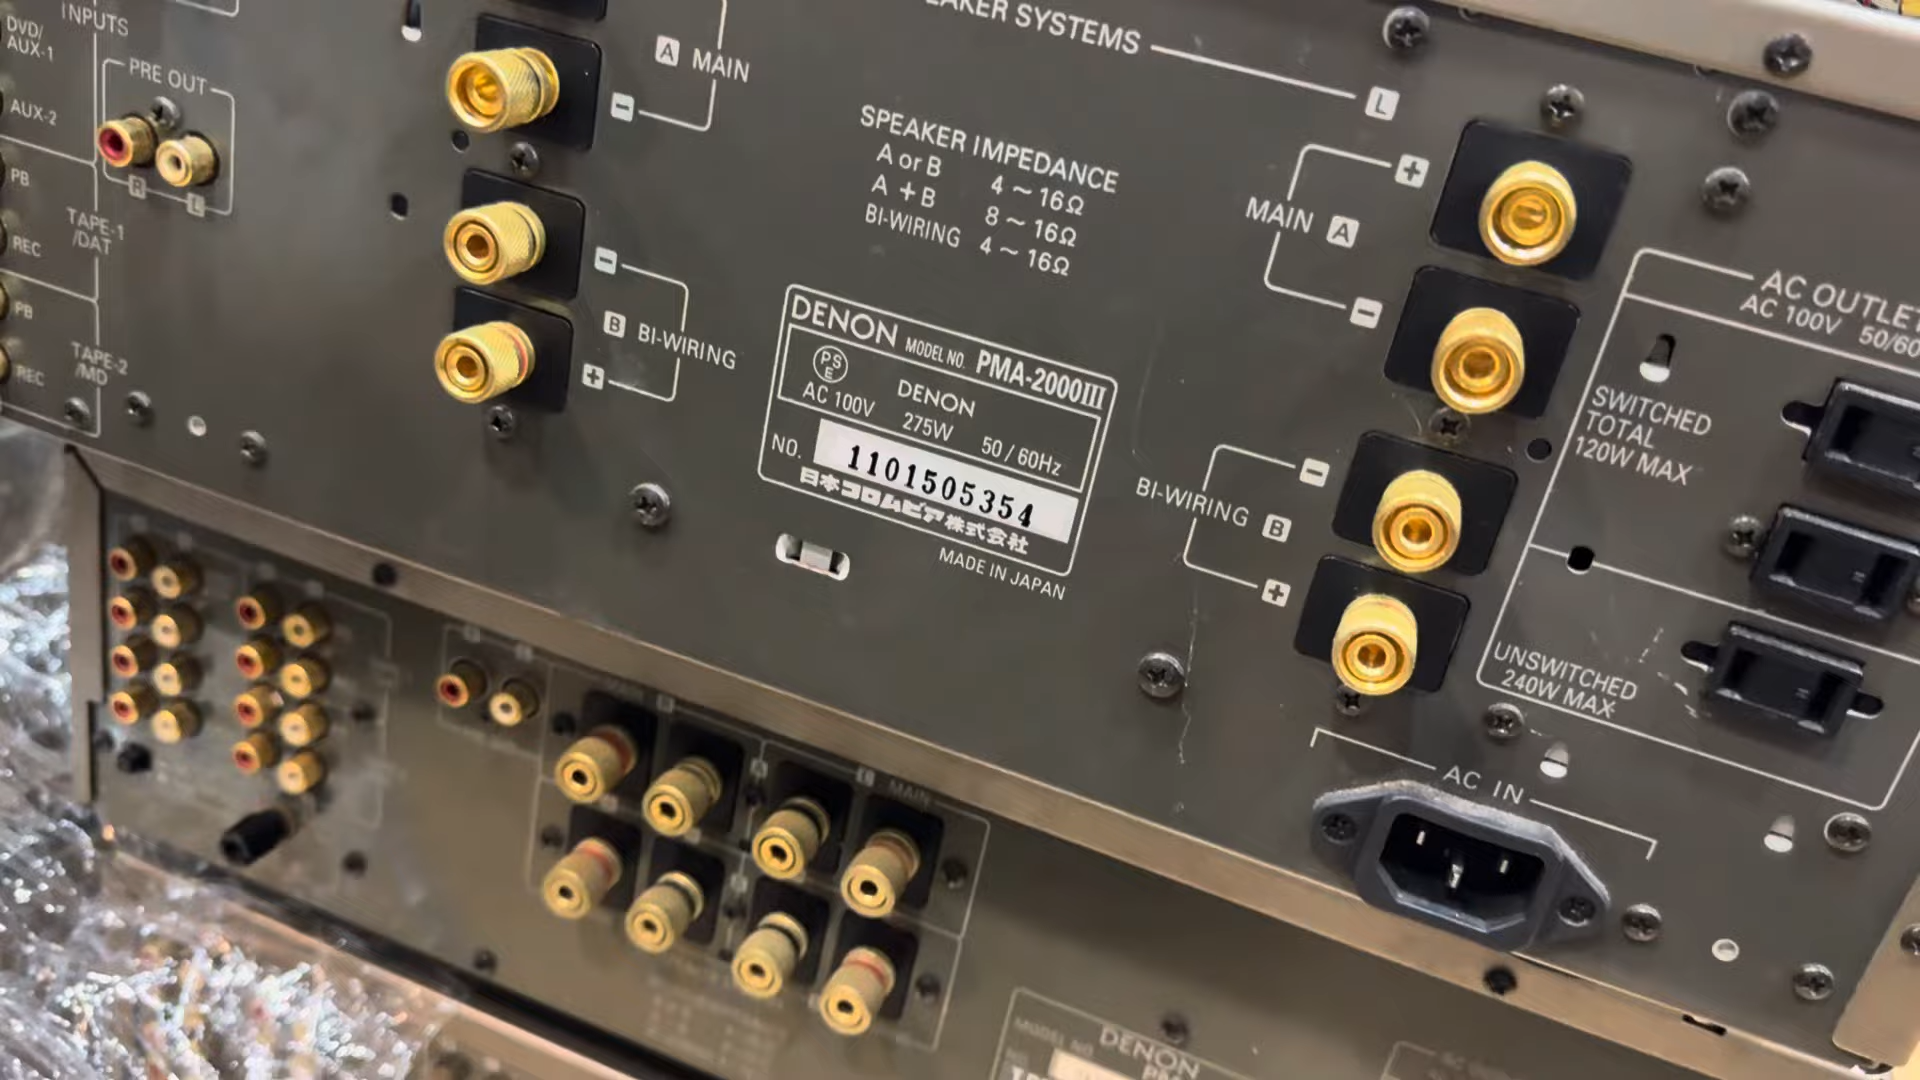 INPUTS
DVD/
AUX-1
AUX-2
PRE OUT
R
L
PB
TAPE-1
/DAT
REC
PB
TAPE-2
/MD
REC
A MAIN
−
−
B BI-WIRING
+
SYSTEMS
L
SPEAKER IMPEDANCE
A or B 4 ~ 16Ω
A + B 8 ~ 16Ω
BI-WIRING 4 ~ 16Ω
+
MAIN A
−
−
BI-WIRING B
+
DENON MODEL NO. PMA-2000III
PSE
DENON
AC 100V 275W 50 / 60Hz
NO. 1101505354
日本コロムビア株式会社
MADE IN JAPAN
AC OUTLET
AC 100V 50/60
SWITCHED
TOTAL
120W MAX
UNSWITCHED
240W MAX
AC IN
MAIN
MODEL NO
DENON